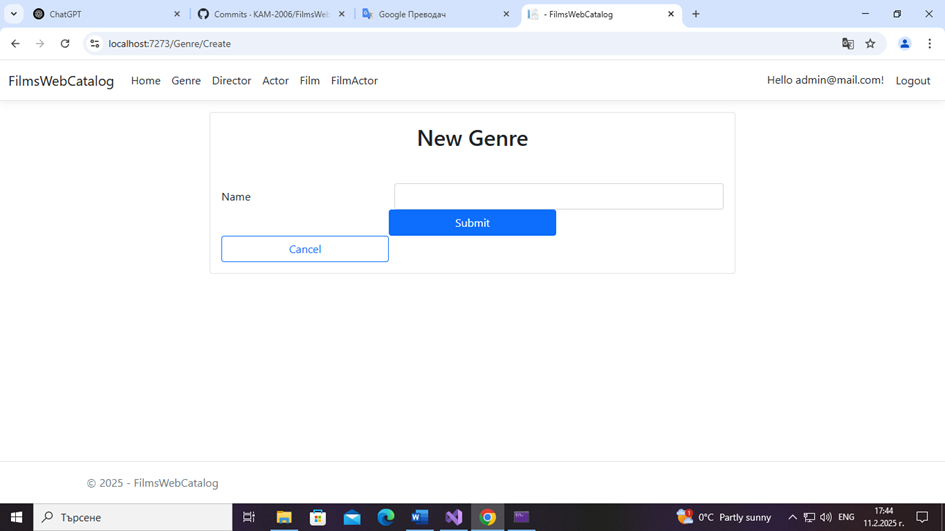 ChatGPT
Commits · KAM-2006/FilmsWeb
Google Преводач
- FilmsWebCatalog
localhost:7273/Genre/Create
FilmsWebCatalog Home Genre Director Actor Film FilmActor Hello admin@mail.com! Logout
New Genre
Name
Submit
Cancel
© 2025 - FilmsWebCatalog
Търсене
0°C Partly sunny
ENG
17:44
11.2.2025 г.